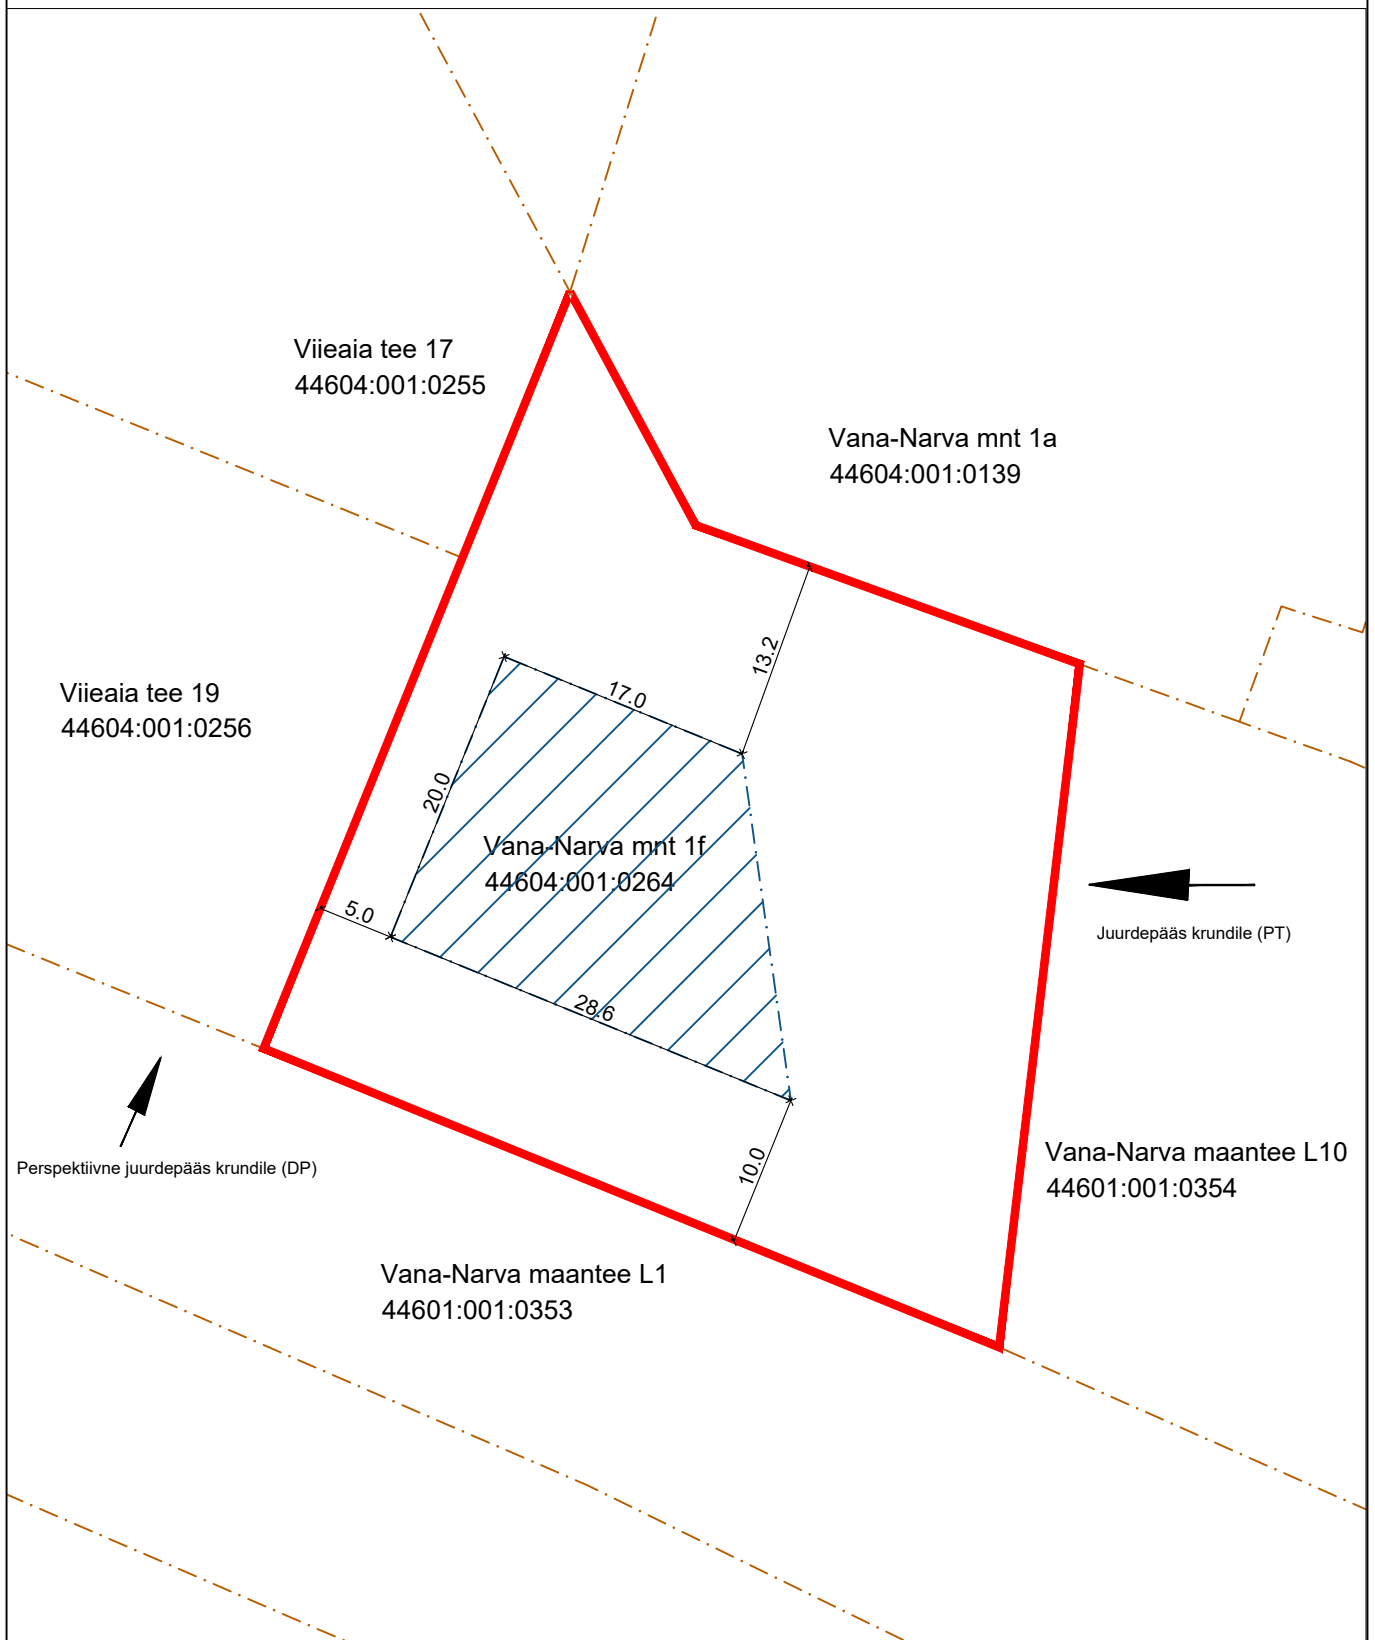 Viieaia tee 17
44604:001:0255
Vana-Narva mnt 1a
44604:001:0139
13.2
Viieaia tee 19
44604:001:0256
17.0
20.0
Vana-Narva mnt 1f
44604:001:0264
5.0
Juurdepääs krundile (PT)
28.6
10.0
Perspektiivne juurdepääs krundile (DP)
Vana-Narva maantee L10
44601:001:0354
Vana-Narva maantee L1
44601:001:0353